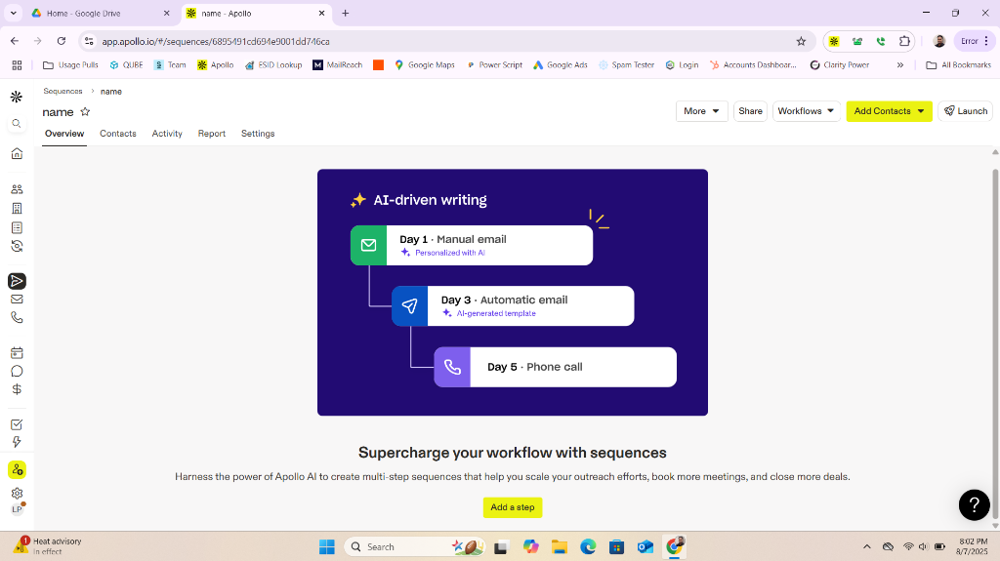 Home - Google Drive
name - Apollo
app.apollo.io/#/sequences/6895491cd694e9001dd746ca
Error
Usage Pulls
QUBE
Team
Apollo
ESID Lookup
MailReach
Google Maps
Power Script
Google Ads
Spam Tester
Login
Accounts Dashboar...
Clarity Power
»
All Bookmarks
Sequences > name
name
More
Share
Workflows
Add Contacts
Launch
Overview
Contacts
Activity
Report
Settings
AI-driven writing
Day 1 · Manual email
Personalized with AI
Day 3 · Automatic email
AI-generated template
Day 5 · Phone call
Supercharge your workflow with sequences
Harness the power of Apollo AI to create multi-step sequences that help you scale your outreach efforts, book more meetings, and close more deals.
Add a step
LP
?
1
Heat advisory
In effect
Search
8:02 PM
8/7/2025